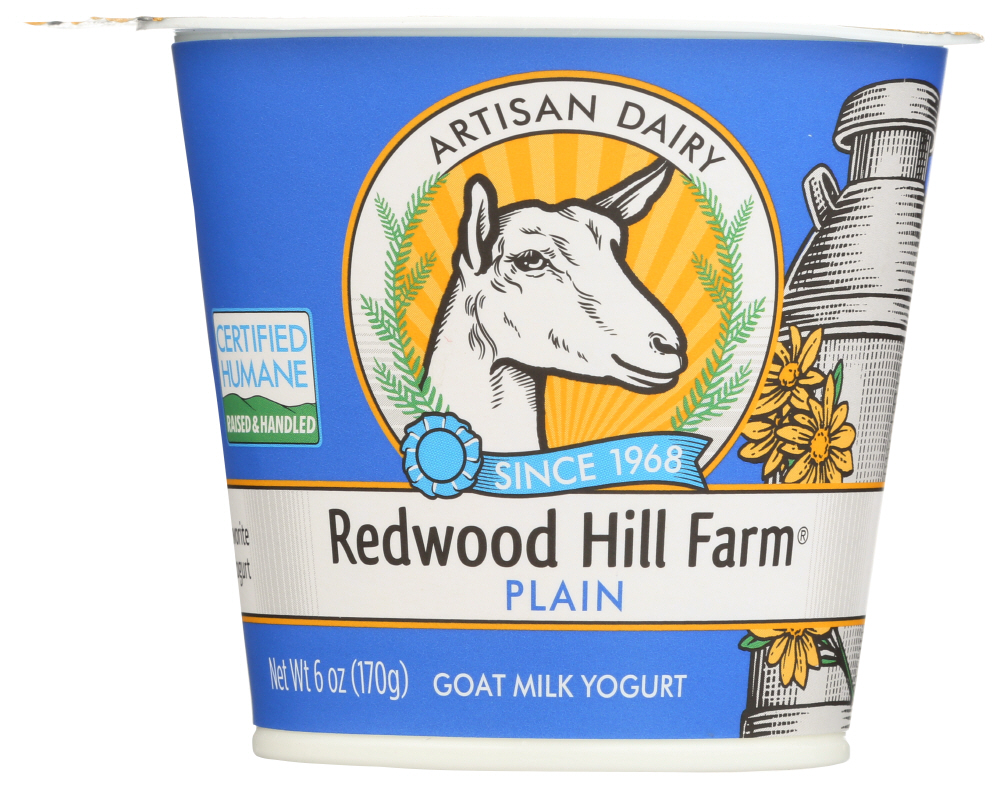 ARTISAN DAIRY
CERTIFIED
HUMANE
RAISED & HANDLED
SINCE 1968
Redwood Hill Farm®
PLAIN
Net Wt 6 oz (170g)
GOAT MILK YOGURT